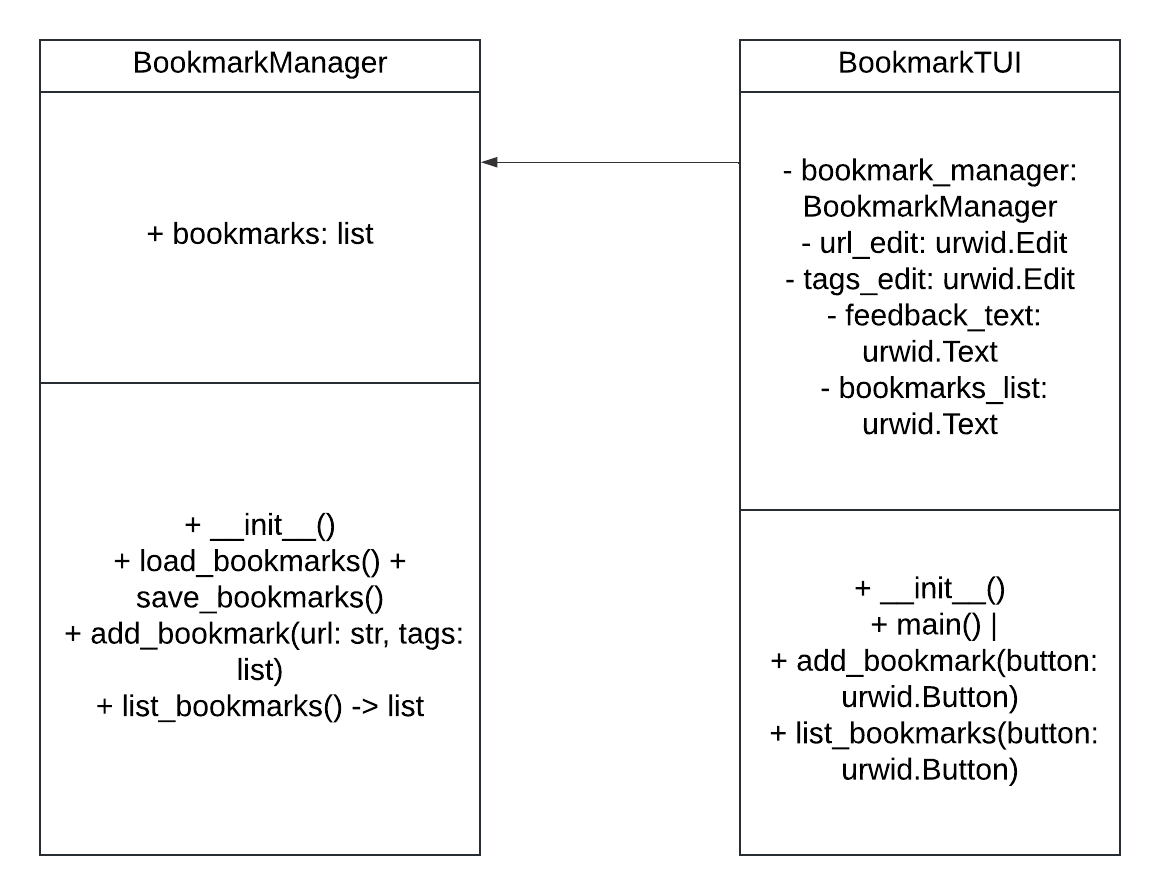 BookmarkManager
+ bookmarks: list
+ __init__()
+ load_bookmarks() +
save_bookmarks()
+ add_bookmark(url: str, tags:
list)
+ list_bookmarks() -> list
BookmarkTUI
- bookmark_manager:
BookmarkManager
- url_edit: urwid.Edit
- tags_edit: urwid.Edit
- feedback_text:
urwid.Text
- bookmarks_list:
urwid.Text
+ __init__()
+ main() |
+ add_bookmark(button:
urwid.Button)
+ list_bookmarks(button:
urwid.Button)